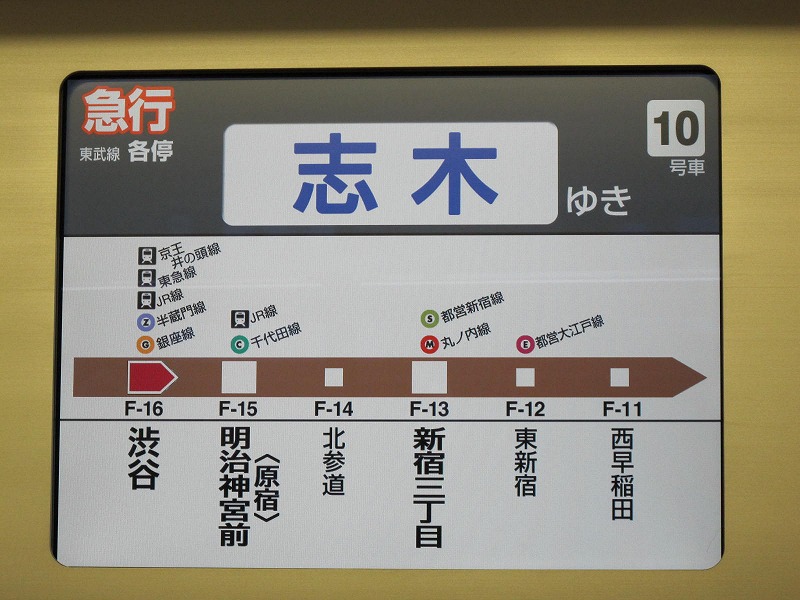 急行
東武線 各停
志木 ゆき
10
号車
京王
井の頭線
東急線
JR線
Z 半蔵門線
G 銀座線
JR線
C 千代田線
S 都営新宿線
M 丸ノ内線
E 都営大江戸線
F-16 F-15 F-14 F-13 F-12 F-11
渋谷
明治神宮前
〈原宿〉
北参道
新宿三丁目
東新宿
西早稲田